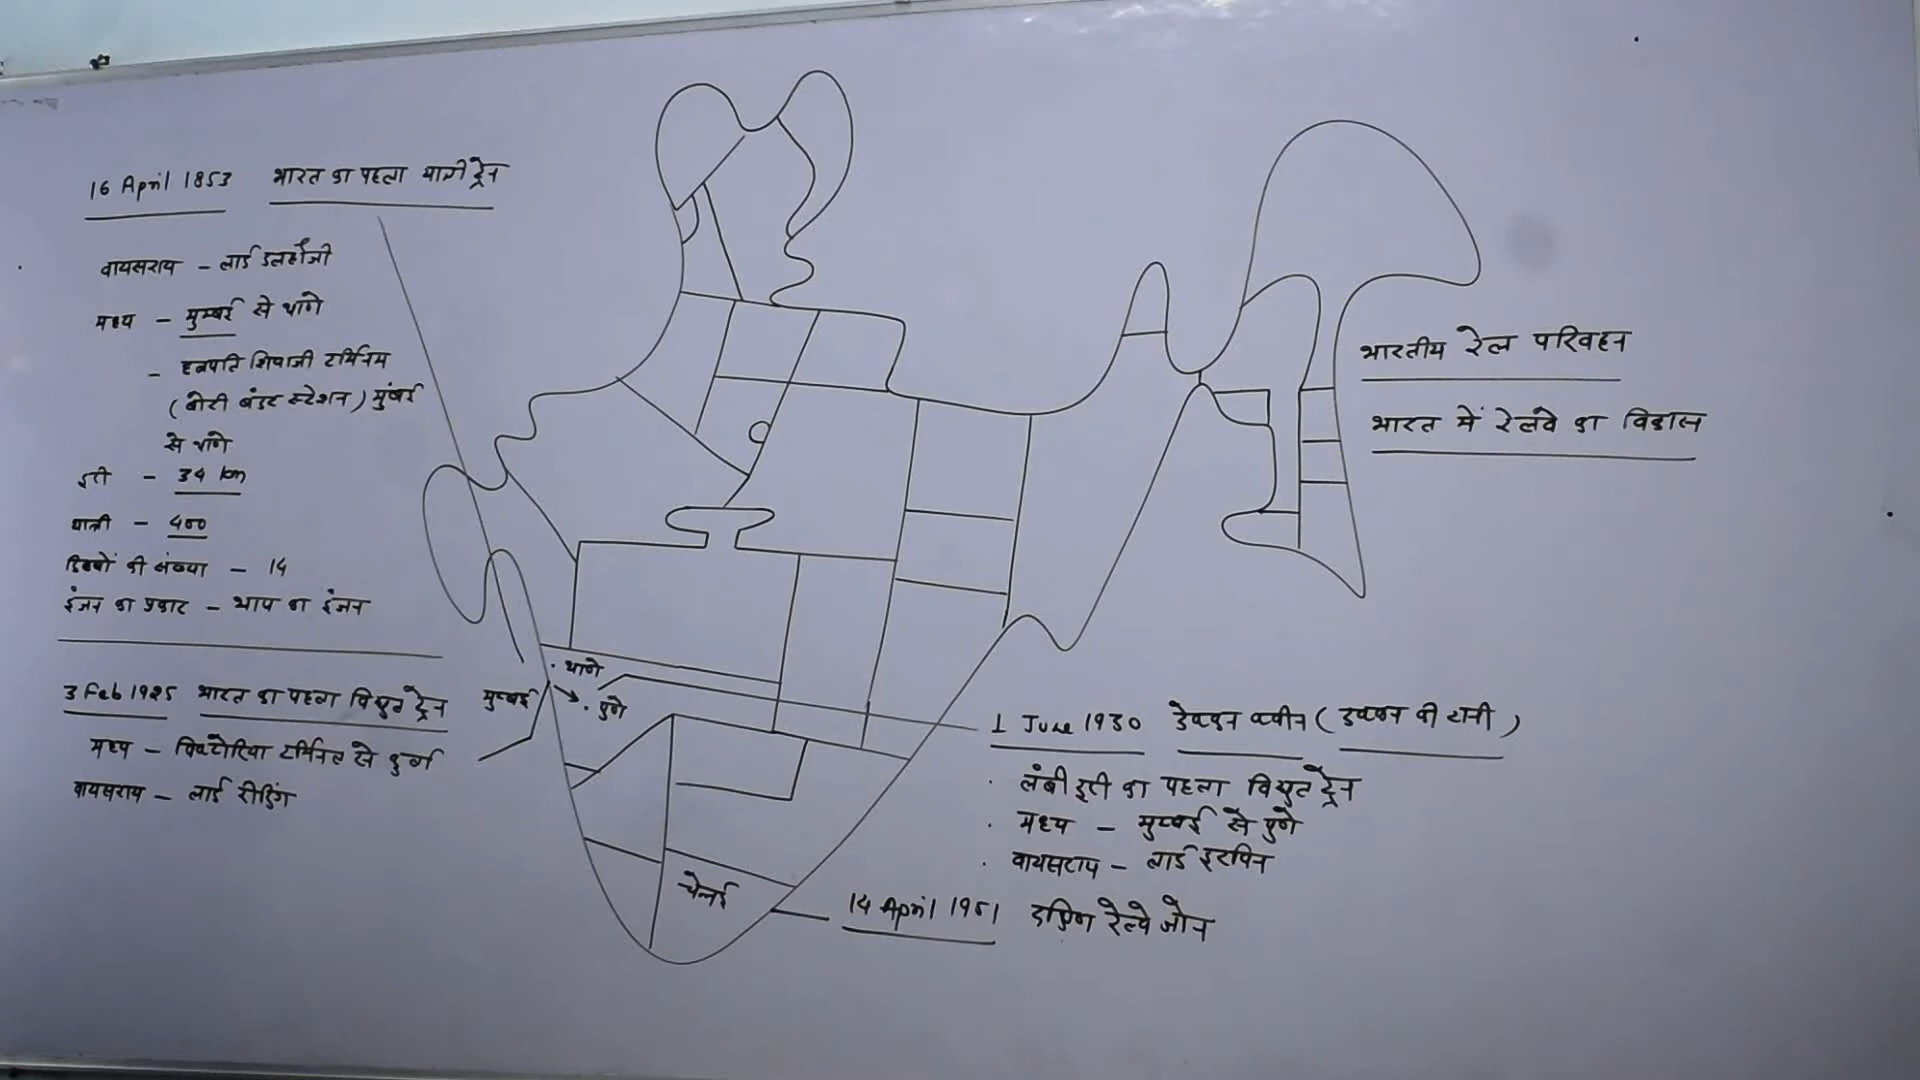 16 April 1853 भारत का पहला यात्री ट्रेन
वायसराय - लार्ड डलहौजी
मध्य - मुम्बई से थाणे
- छत्रपति शिवाजी टर्मिनस
(बोरी बंदर स्टेशन) मुंबई
से थाणे
दूरी - 34 km
यात्री - 400
डिब्बों की संख्या - 14
इंजन का प्रकार - भाप का इंजन
3 Feb 1925 भारत का पहला विद्युत ट्रेन
मध्य - विक्टोरिया टर्मिनल से कुर्ला
वायसराय - लार्ड रीडिंग
थाणे
मुम्बई
पुणे
चेन्नई
भारतीय रेल परिवहन
भारत में रेलवे का विकास
1 June 1930 डेक्कन क्वीन (डक्कन की रानी)
. लंबी दूरी का पहला विद्युत ट्रेन
. मध्य - मुम्बई से पुणे
. वायसराय - लार्ड इरविन
14 April 1951 दक्षिण रेल्वे जोन